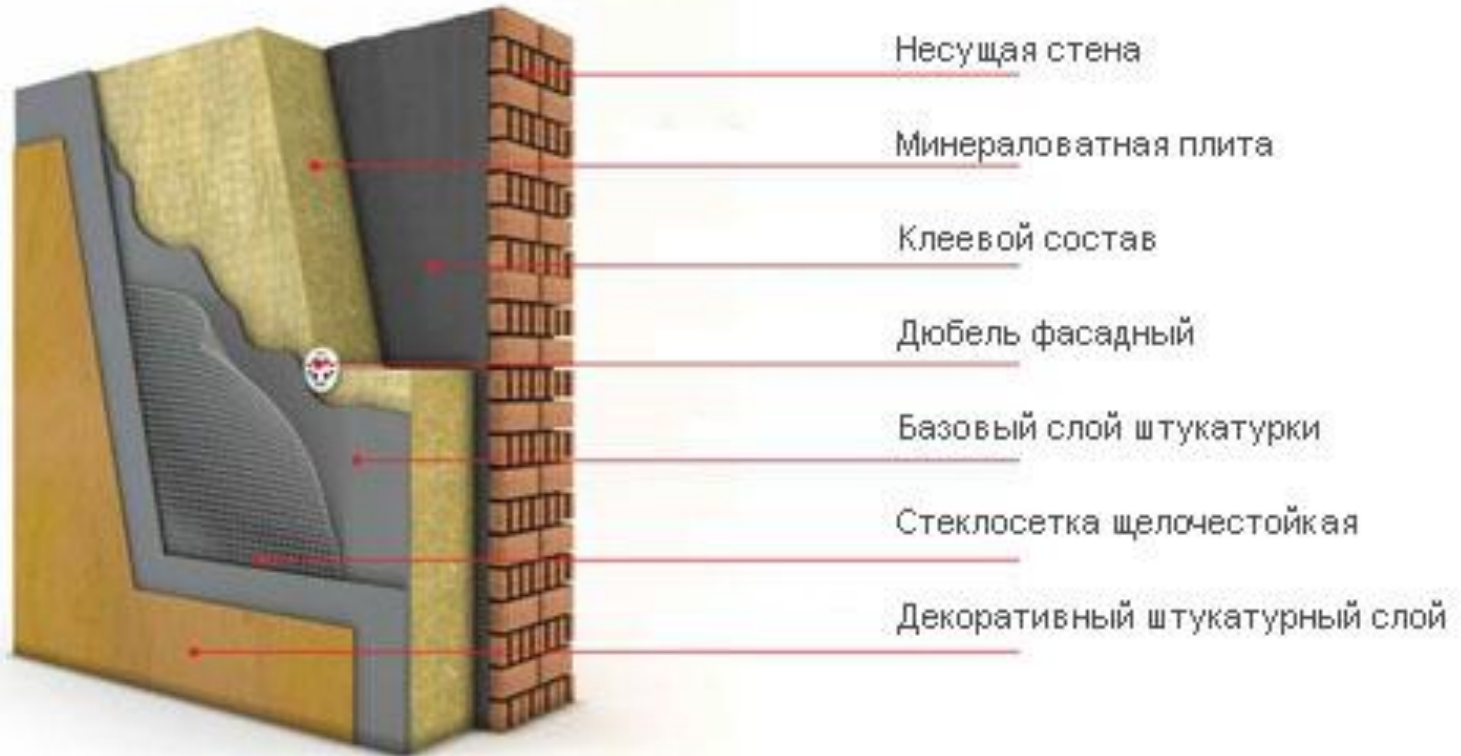 Несущая стена
Минераловатная плита
Клеевой состав
Дюбель фасадный
Базовый слой штукатурки
Стеклосетка щелочестойкая
Декоративный штукатурный слой